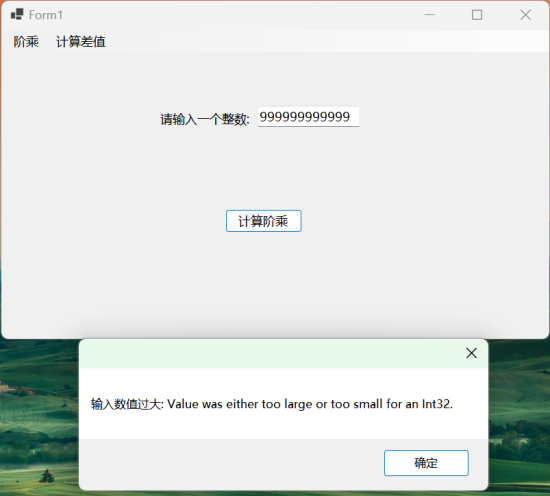 Form1
阶乘 计算差值
请输入一个整数: 999999999999
计算阶乘
输入数值过大: Value was either too large or too small for an Int32.
确定